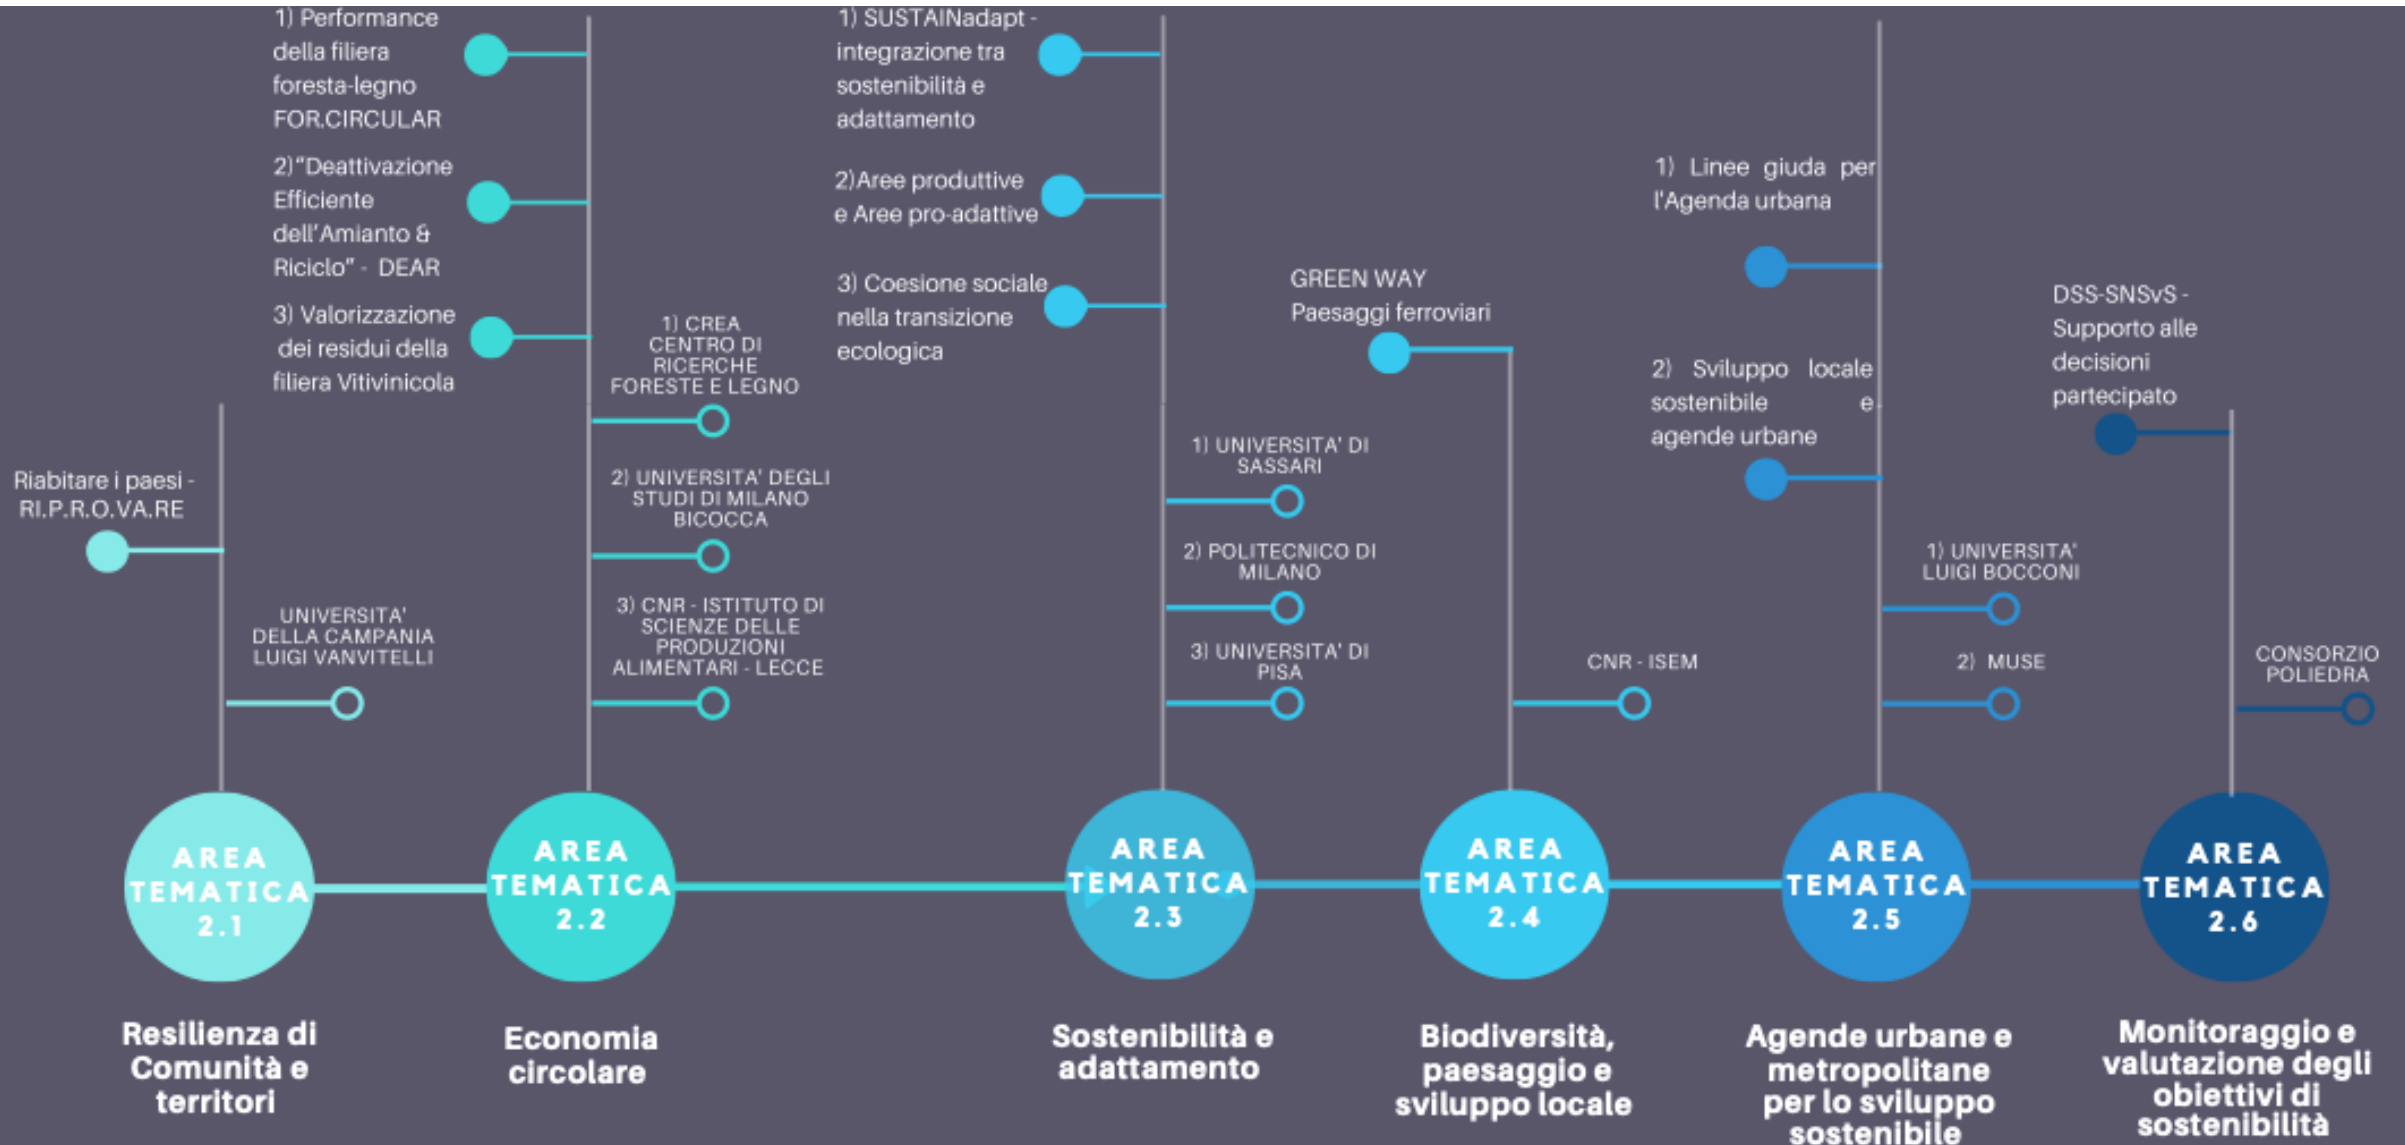 Riabitare i paesi -
RI.P.R.O.VA.RE
UNIVERSITA'
DELLA CAMPANIA
LUIGI VANVITELLI
AREA
TEMATICA
2.1
Resilienza di
Comunità e
territori
1) Performance
della filiera
foresta-legno
FOR.CIRCULAR
2)“Deattivazione
Efficiente
dell’Amianto &
Riciclo” - DEAR
3) Valorizzazione
dei residui della
filiera Vitivinicola
1) CREA
CENTRO DI
RICERCHE
FORESTE E LEGNO
2) UNIVERSITA' DEGLI
STUDI DI MILANO
BICOCCA
3) CNR - ISTITUTO DI
SCIENZE DELLE
PRODUZIONI
ALIMENTARI - LECCE
AREA
TEMATICA
2.2
Economia
circolare
1) SUSTAINadapt -
integrazione tra
sostenibilità e
adattamento
2)Aree produttive
e Aree pro-adattive
3) Coesione sociale
nella transizione
ecologica
1) UNIVERSITA' DI
SASSARI
2) POLITECNICO DI
MILANO
3) UNIVERSITA' DI
PISA
AREA
TEMATICA
2.3
Sostenibilità e
adattamento
GREEN WAY
Paesaggi ferroviari
CNR - ISEM
AREA
TEMATICA
2.4
Biodiversità,
paesaggio e
sviluppo locale
1) Linee giuda per
l'Agenda urbana
2) Sviluppo locale
sostenibile e
agende urbane
1) UNIVERSITA'
LUIGI BOCCONI
2) MUSE
AREA
TEMATICA
2.5
Agende urbane e
metropolitane
per lo sviluppo
sostenibile
DSS-SNSvS -
Supporto alle
decisioni
partecipato
CONSORZIO
POLIEDRA
AREA
TEMATICA
2.6
Monitoraggio e
valutazione degli
obiettivi di
sostenibilità